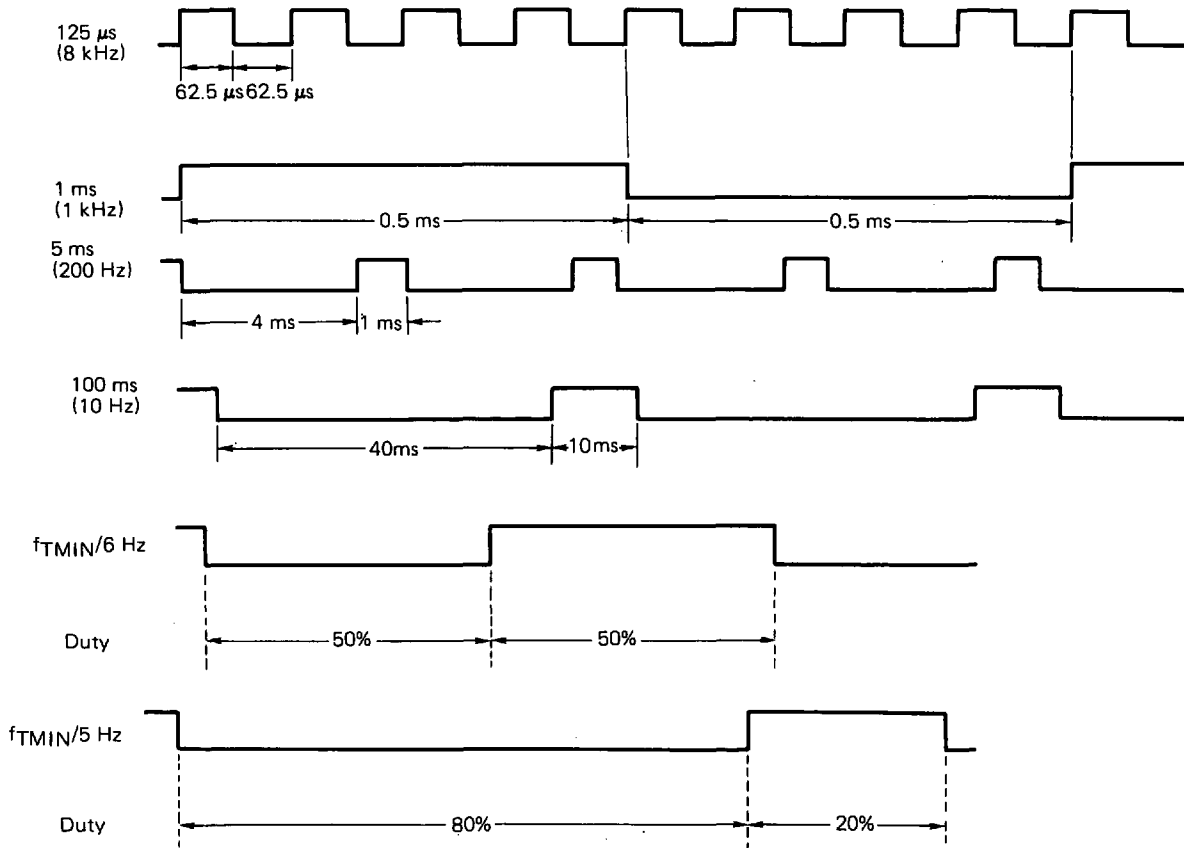 125 μs
(8 kHz)
62.5 μs 62.5 μs
1 ms
(1 kHz)
0.5 ms 0.5 ms
5 ms
(200 Hz)
4 ms 1 ms
100 ms
(10 Hz)
40ms 10ms
fTMIN/6 Hz
Duty 50% 50%
fTMIN/5 Hz
Duty 80% 20%